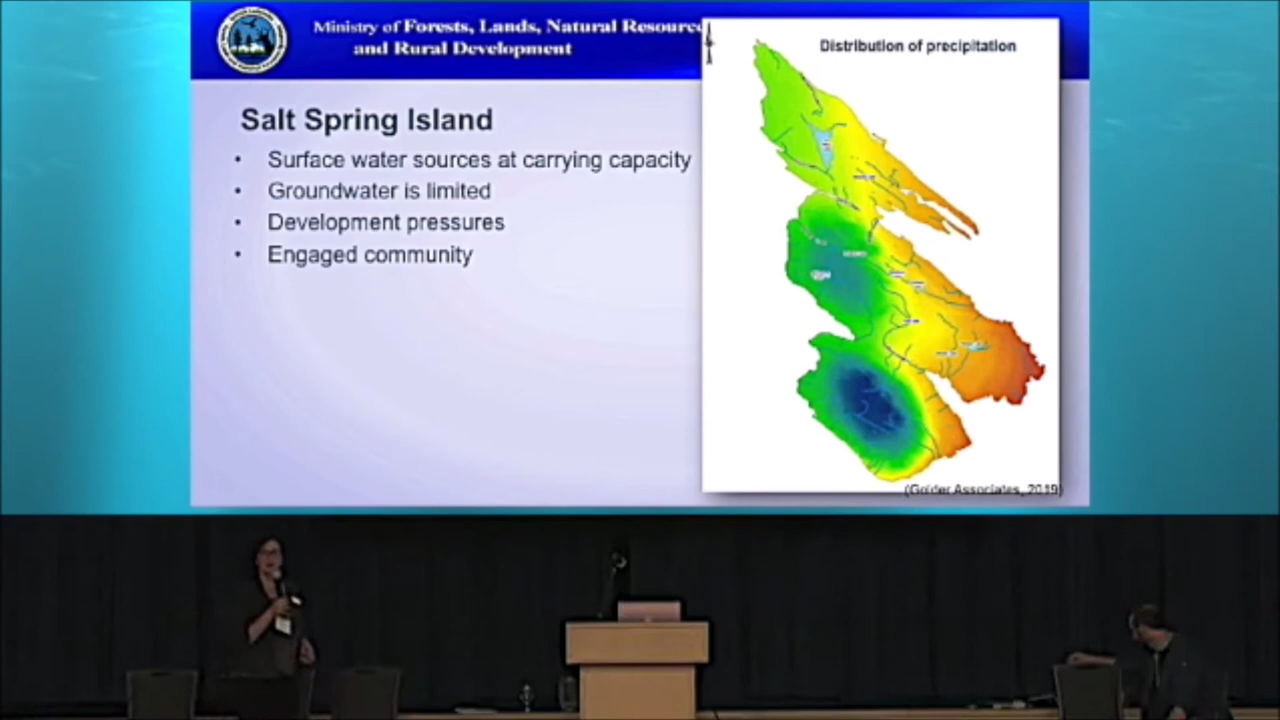 Ministry of Forests, Lands, Natural Resource
and Rural Development
Distribution of precipitation
Salt Spring Island
• Surface water sources at carrying capacity
• Groundwater is limited
• Development pressures
• Engaged community
(Golder Associates, 2019)